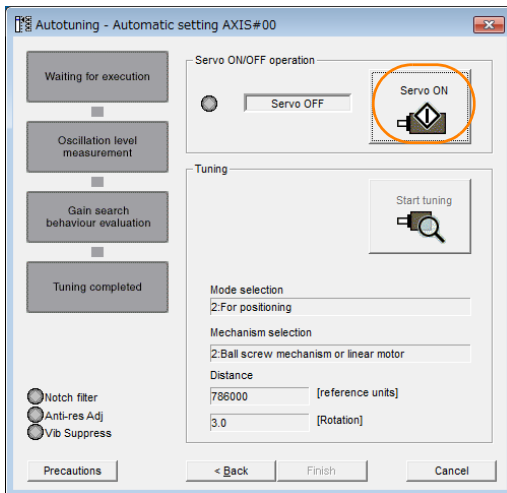 Autotuning - Automatic setting AXIS#00
Waiting for execution
Oscillation level
measurement
Gain search
behaviour evaluation
Tuning completed
Notch filter
Anti-res Adj
Vib Suppress
Servo ON/OFF operation
Servo OFF
Servo ON
Tuning
Start tuning
Mode selection
2:For positioning
Mechanism selection
2:Ball screw mechanism or linear motor
Distance
786000 [reference units]
3.0 [Rotation]
Precautions
< Back
Finish
Cancel